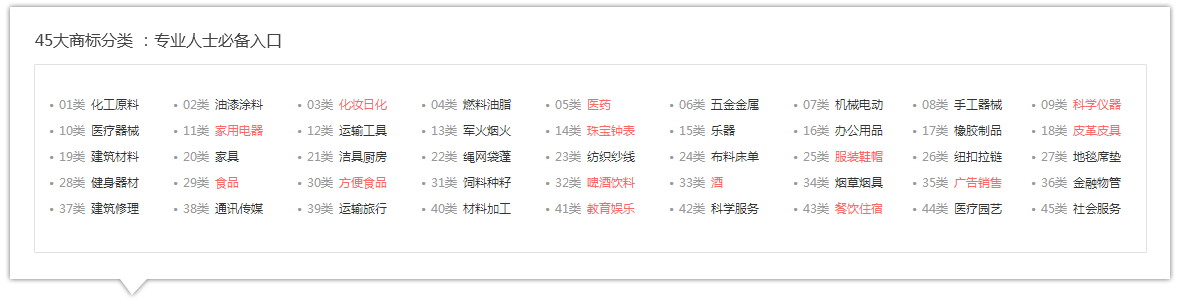 45大商标分类 ：专业人士必备入口
• 01类 化工原料 • 02类 油漆涂料 • 03类 化妆日化 • 04类 燃料油脂 • 05类 医药 • 06类 五金金属 • 07类 机械电动 • 08类 手工器械 • 09类 科学仪器
• 10类 医疗器械 • 11类 家用电器 • 12类 运输工具 • 13类 军火烟火 • 14类 珠宝钟表 • 15类 乐器 • 16类 办公用品 • 17类 橡胶制品 • 18类 皮革皮具
• 19类 建筑材料 • 20类 家具 • 21类 洁具厨房 • 22类 绳网袋蓬 • 23类 纺织纱线 • 24类 布料床单 • 25类 服装鞋帽 • 26类 纽扣拉链 • 27类 地毯席垫
• 28类 健身器材 • 29类 食品 • 30类 方便食品 • 31类 饲料种籽 • 32类 啤酒饮料 • 33类 酒 • 34类 烟草烟具 • 35类 广告销售 • 36类 金融物管
• 37类 建筑修理 • 38类 通讯传媒 • 39类 运输旅行 • 40类 材料加工 • 41类 教育娱乐 • 42类 科学服务 • 43类 餐饮住宿 • 44类 医疗园艺 • 45类 社会服务